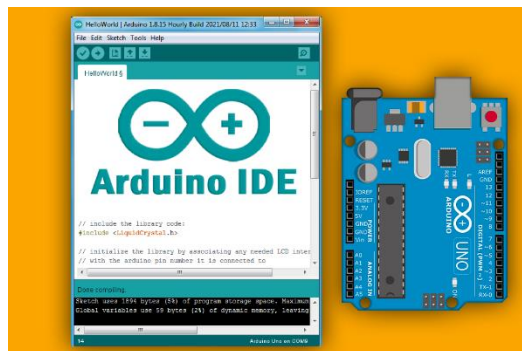 HelloWorld | Arduino 1.8.15 Hourly Build 2021/08/11 12:33
File Edit Sketch Tools Help
HelloWorld §
Arduino IDE
// include the library code:
#include <LiquidCrystal.h>
// initialize the library by associating any needed LCD inter
// with the arduino pin number it is connected to
Done compiling.
Sketch uses 1896 bytes (5%) of program storage space. Maximum
Global variables use 59 bytes (2%) of dynamic memory, leaving
14
Arduino Uno on COM8
IOREF
RESET
3.3V
5V
GND
GND
Vin
POWER
A0
A1
A2
A3
A4
A5
ANALOG IN
ARDUINO
UNO
RX
TX
L
ON
AREF
GND
13
12
~11
~10
~9
8
7
~6
~5
4
~3
2
TX→1
RX←0
DIGITAL (PWM ~)